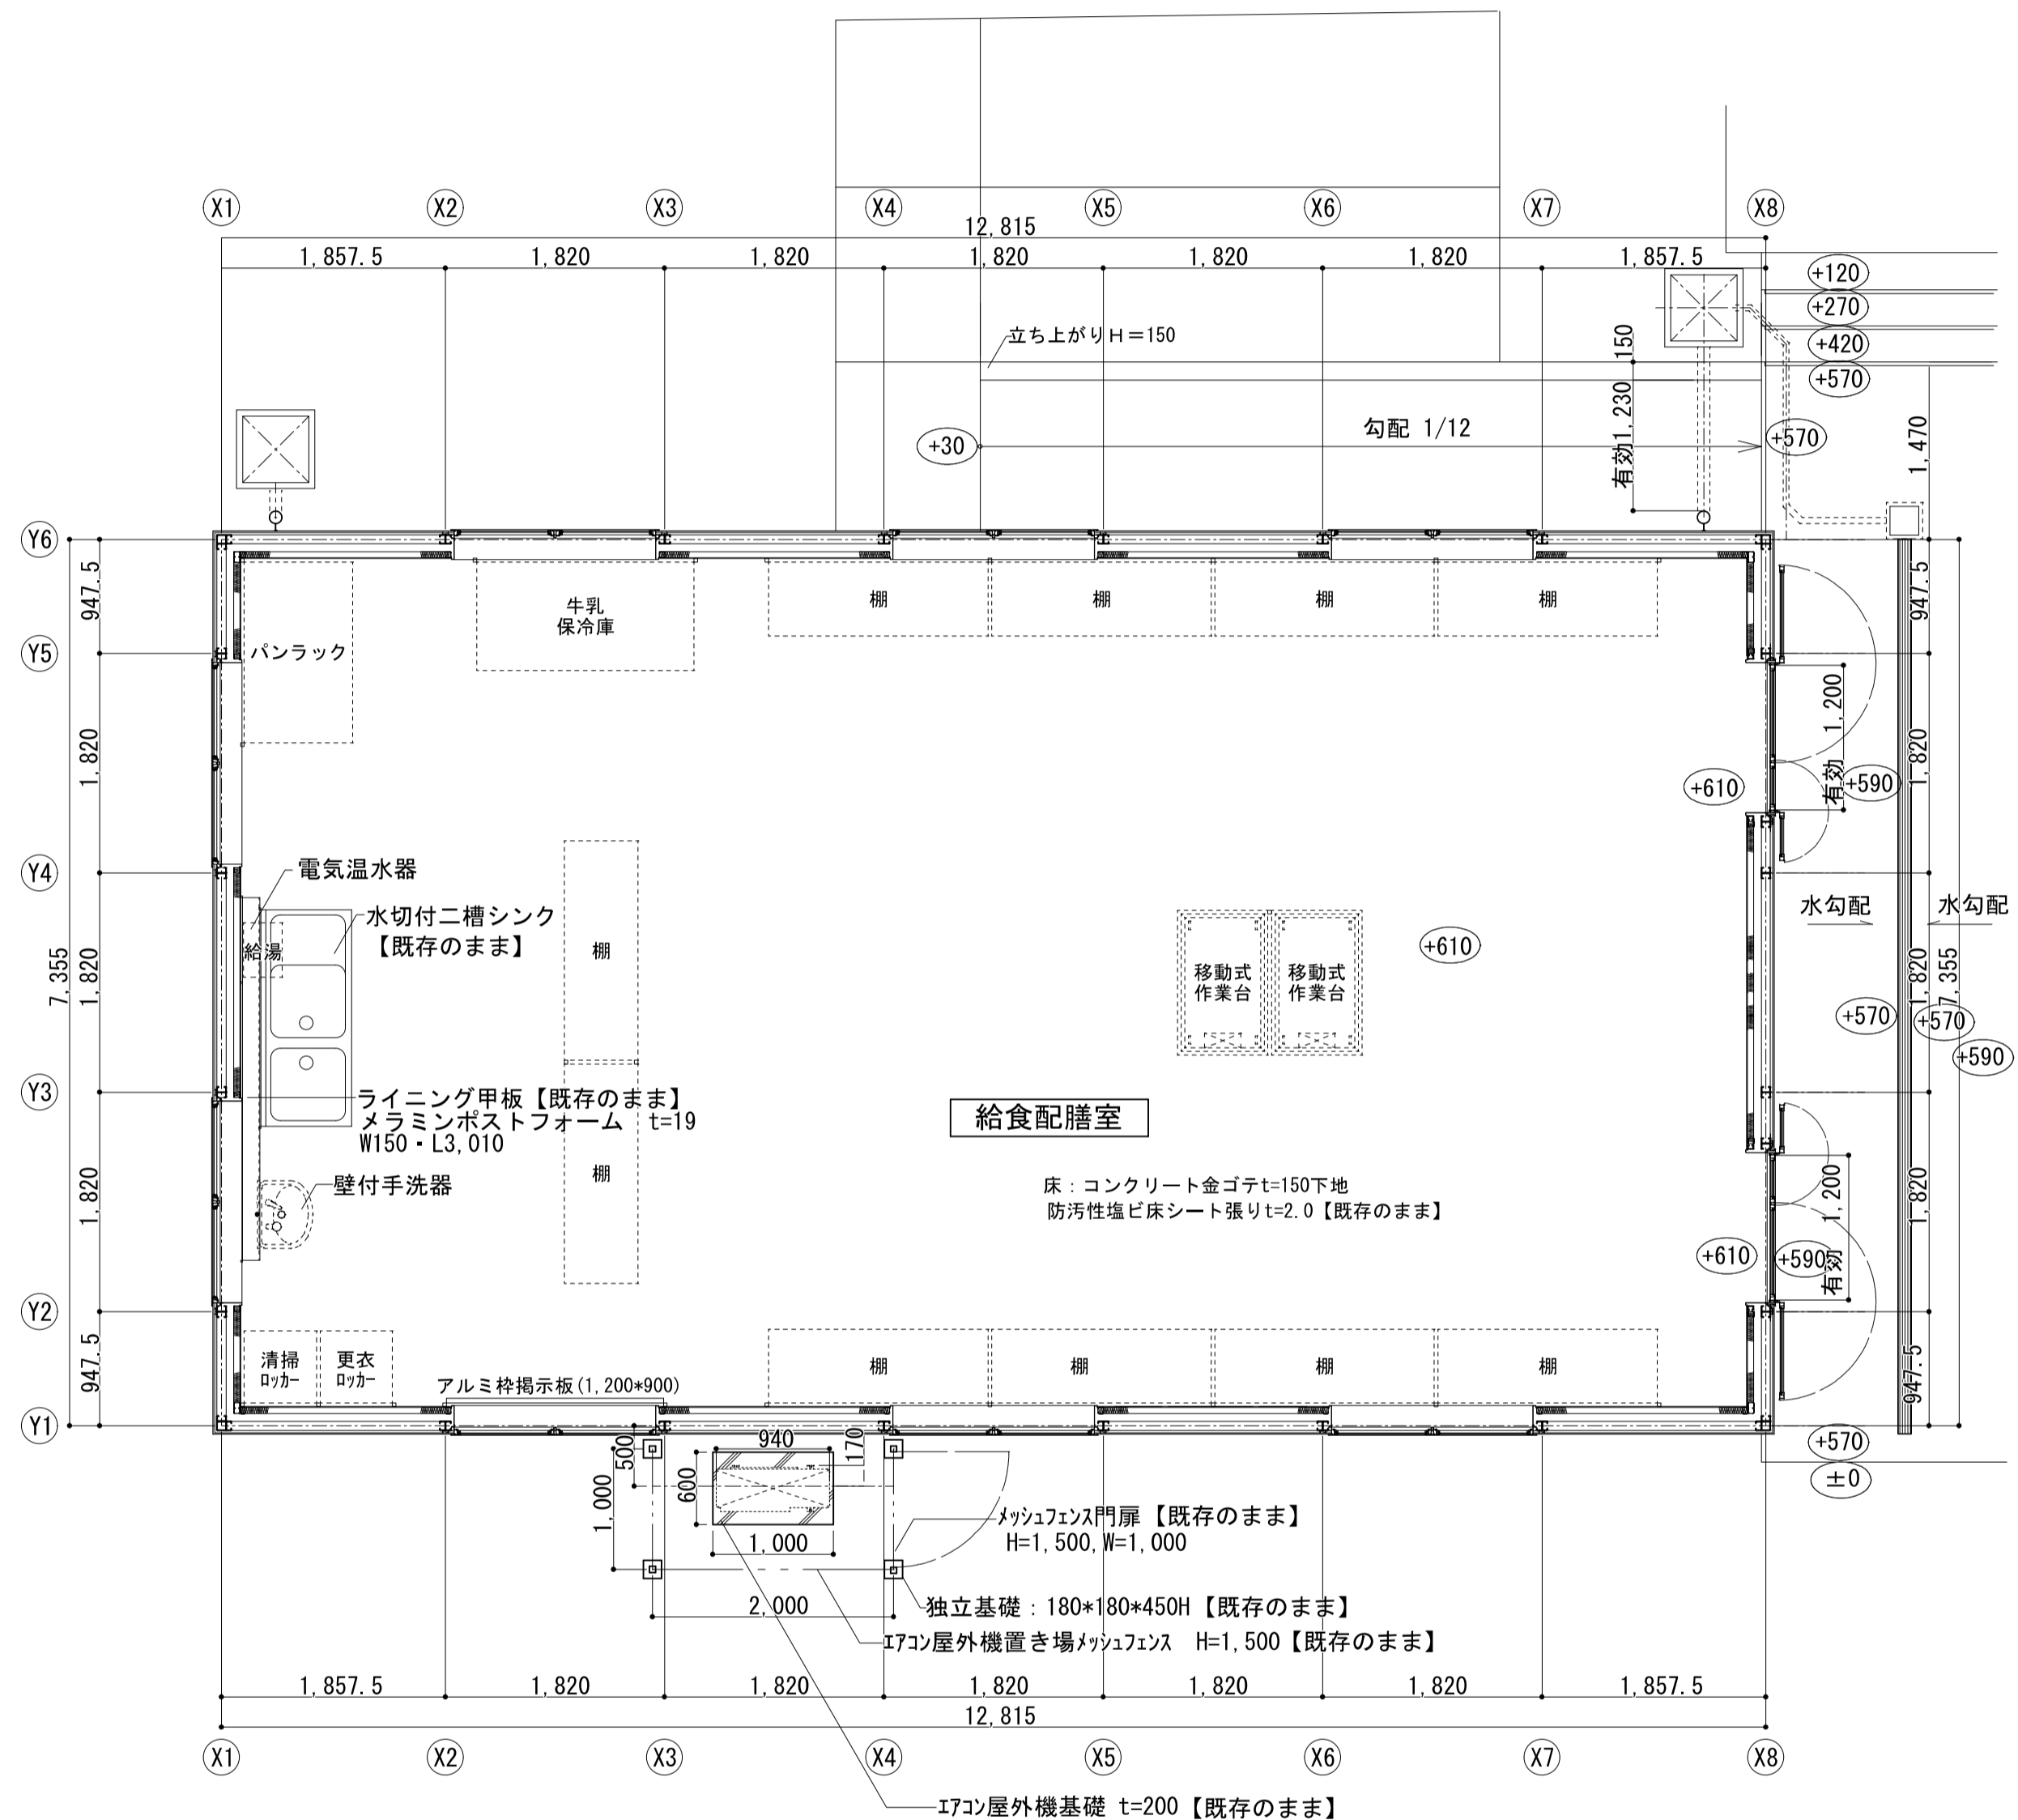 X1 X2 X3 X4 X5 X6 X7 X8
12,815
1,857.5 1,820 1,820 1,820 1,820 1,820 1,857.5
+120
+270
+420
+570
立ち上がりH=150
150
有効1,230
勾配 1/12
+30
+570
1,470
Y6
Y5
Y4
Y3
Y2
Y1
947.5
1,820
1,820
1,820
947.5
7,355
パンラック
牛乳
保冷庫
棚 棚 棚 棚
有効 1,200
+610
+590
947.5
1,820
1,820
1,820
947.5
7,355
電気温水器
給湯
水切付二槽シンク
【既存のまま】
棚
棚
移動式
作業台
移動式
作業台
+610
水勾配
水勾配
+570
+570
+590
ライニング甲板【既存のまま】
メラミンポストフォーム t=19
W150・L3,010
壁付手洗器
給食配膳室
床：コンクリート金ゴテt=150下地
防汚性塩ビ床シート張りt=2.0【既存のまま】
有効 1,200
+610
+590
清掃
ロッカー
更衣
ロッカー
アルミ枠掲示板(1,200*900)
棚 棚 棚 棚
+570
±0
500
940
170
600
1,000
1,000
2,000
メッシュフェンス門扉【既存のまま】
H=1,500,W=1,000
独立基礎：180*180*450H【既存のまま】
エアコン屋外機置き場メッシュフェンス H=1,500【既存のまま】
1,857.5 1,820 1,820 1,820 1,820 1,820 1,857.5
12,815
X1 X2 X3 X4 X5 X6 X7 X8
エアコン屋外機基礎 t=200【既存のまま】